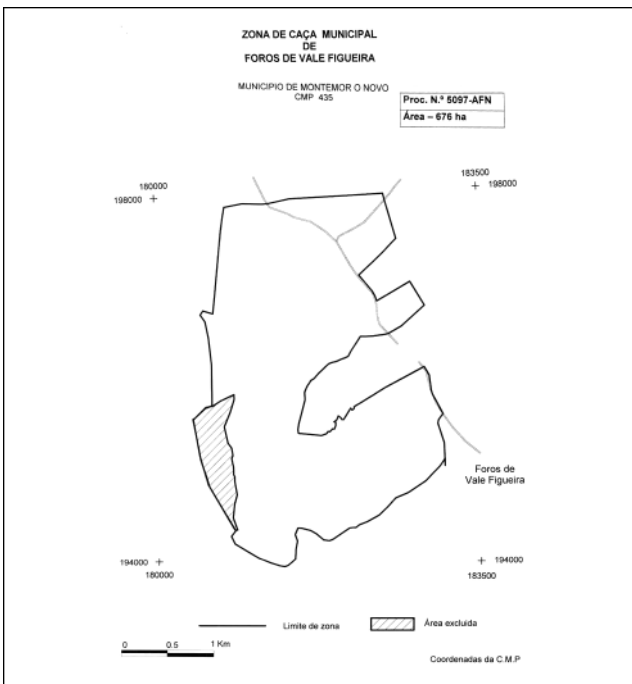 ZONA DE CAÇA MUNICIPAL
DE
FOROS DE VALE FIGUEIRA
MUNICIPIO DE MONTEMOR O NOVO
CMP 435
Proc. N.º 5097-AFN
Área – 676 ha
180000
198000
183500
198000
Foros de
Vale Figueira
194000
180000
194000
183500
Limite de zona
Área excluida
0 0.5 1 Km
Coordenadas da C.M.P